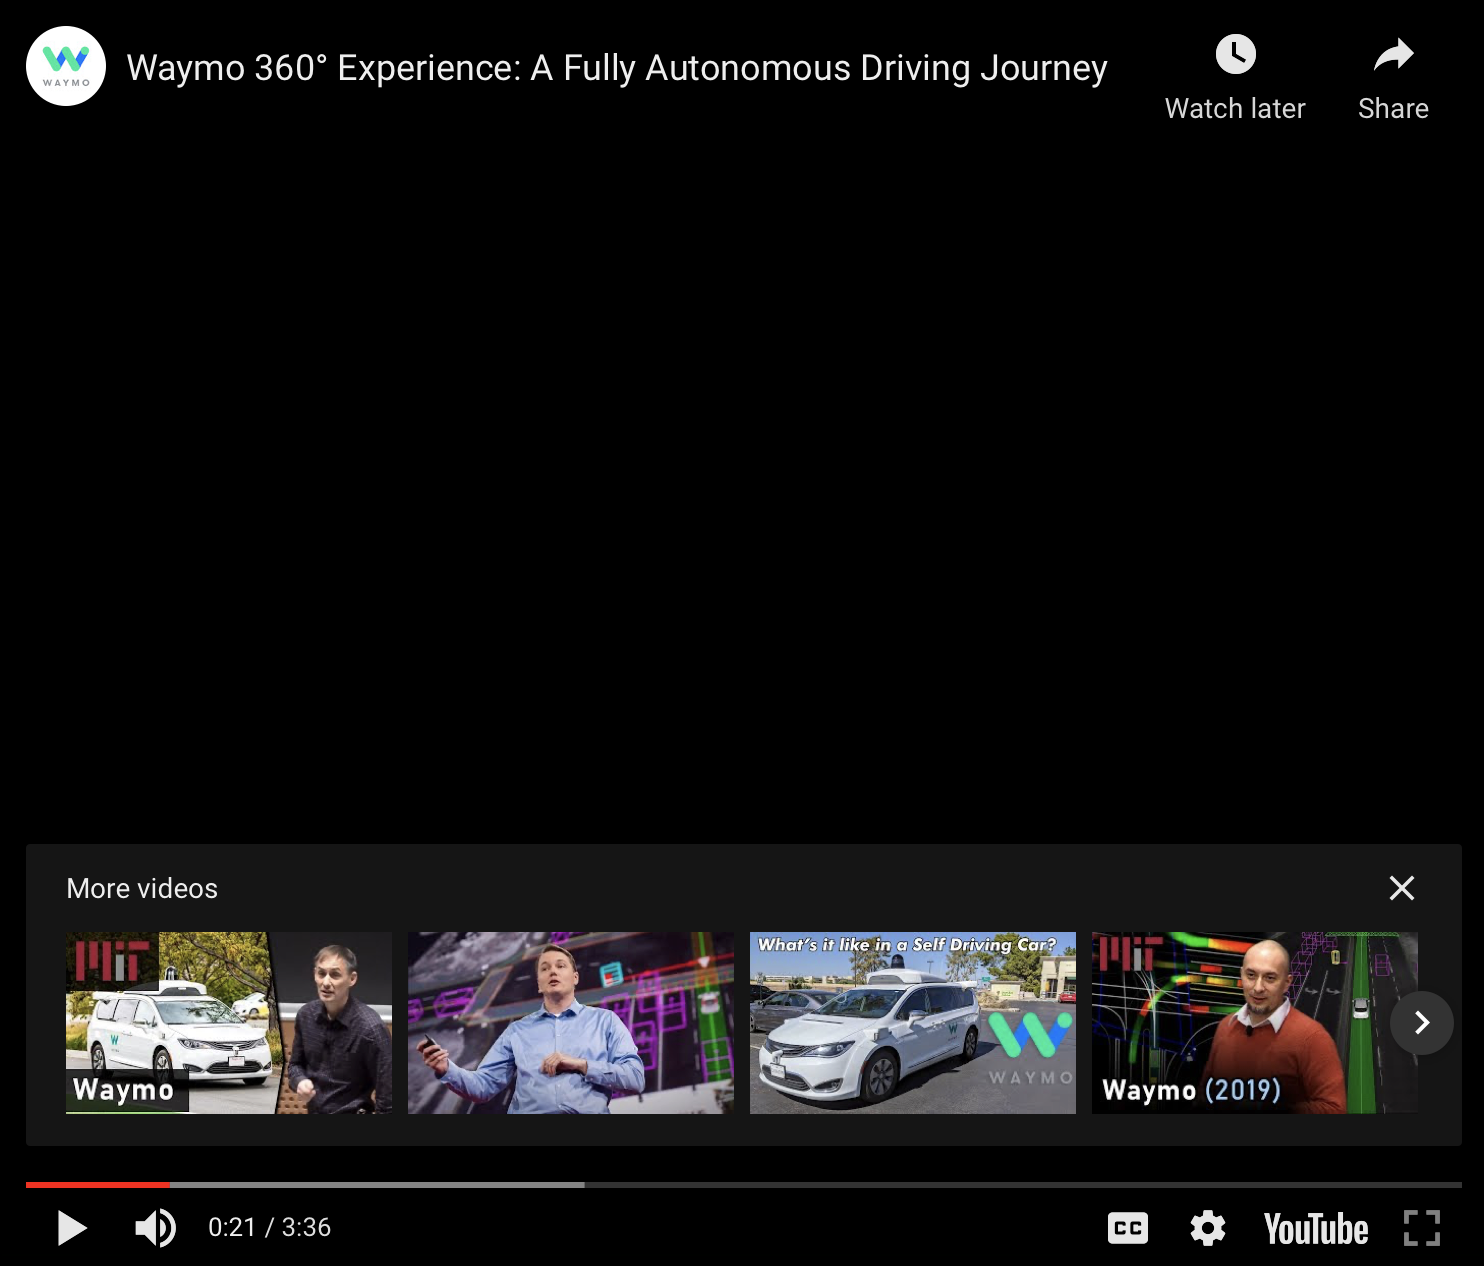 WAYMO
Waymo 360° Experience: A Fully Autonomous Driving Journey
Watch later
Share
More videos
MiT
Waymo
What's it like in a Self Driving Car?
WAYMO
MiT
Waymo (2019)
0:21 / 3:36
CC
YouTube